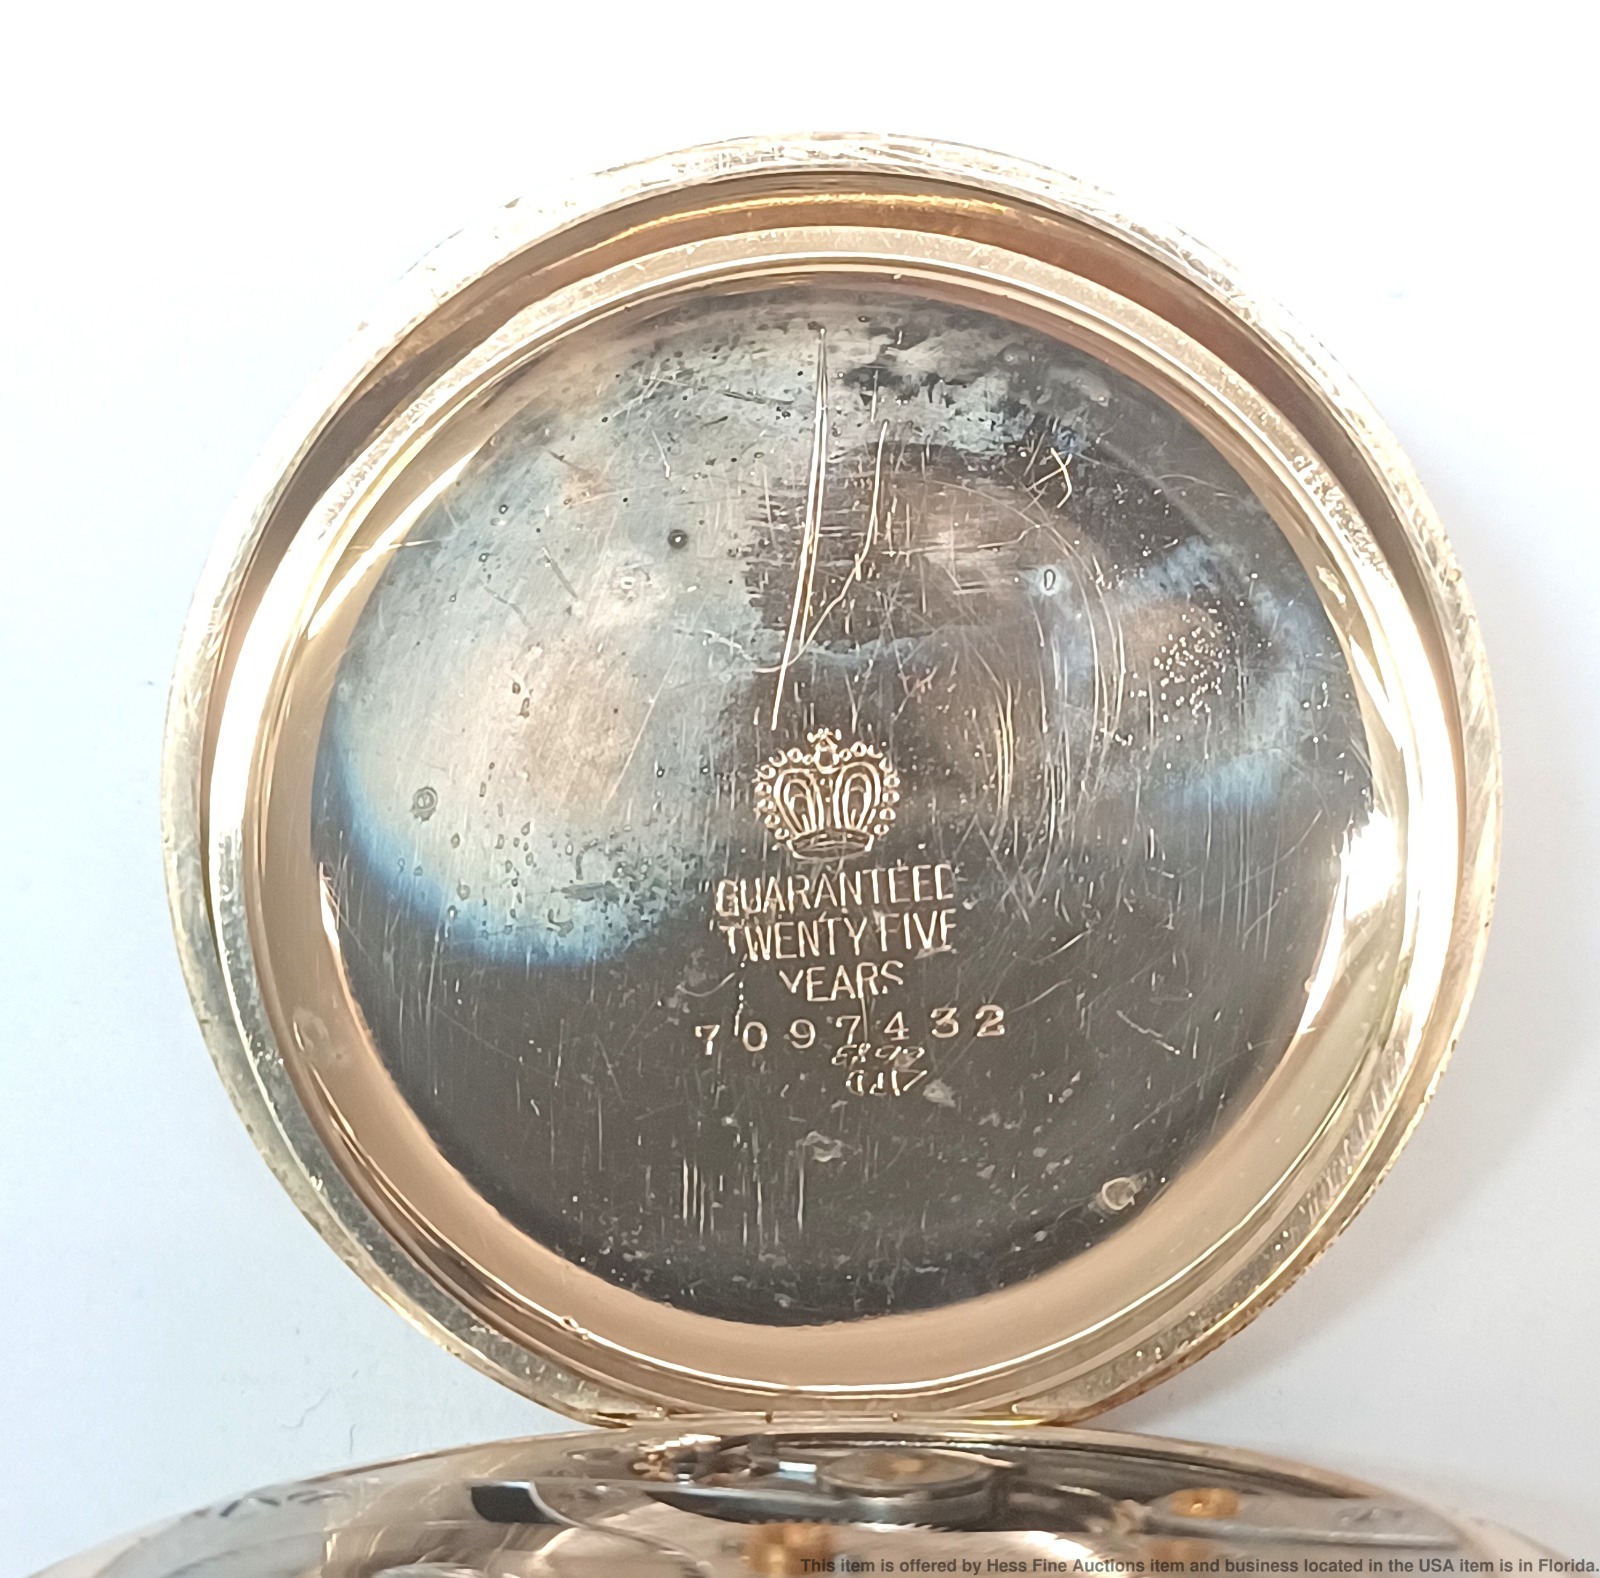 GUARANTEED
TWENTY FIVE
YEARS
7097432
This item is offered by Hess Fine Auctions item and business located in the USA item is in Florida.